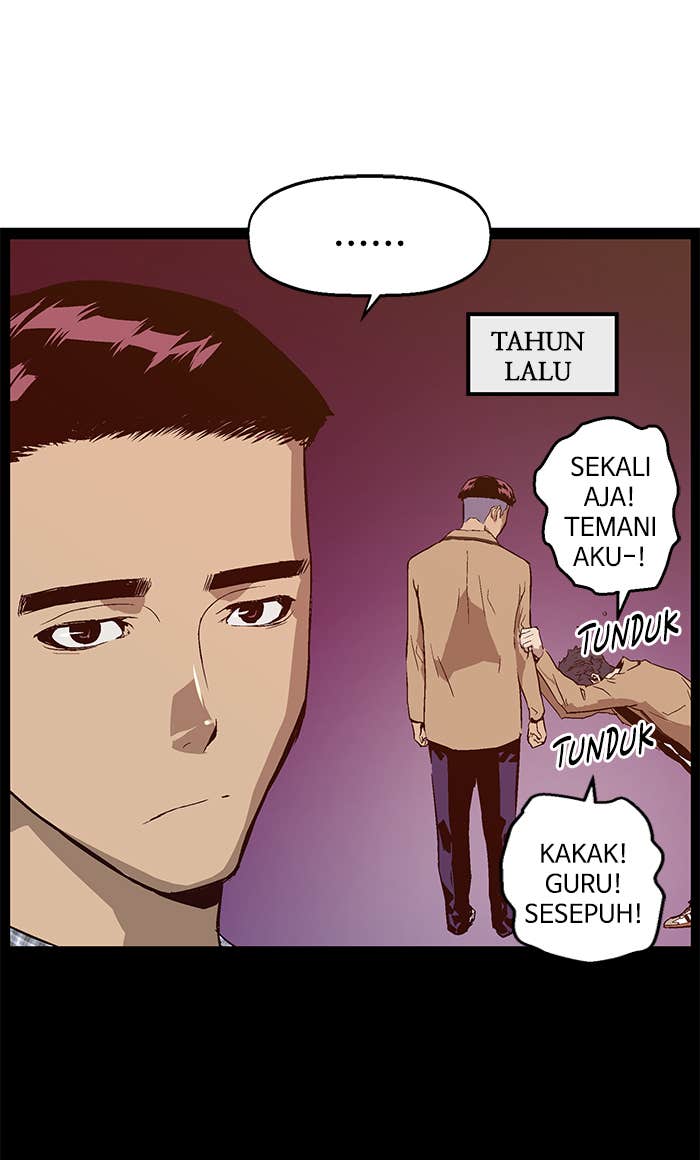 ......
TAHUN
LALU
SEKALI
AJA!
TEMANI
AKU-!
TUNDUK
TUNDUK
KAKAK!
GURU!
SESEPUH!